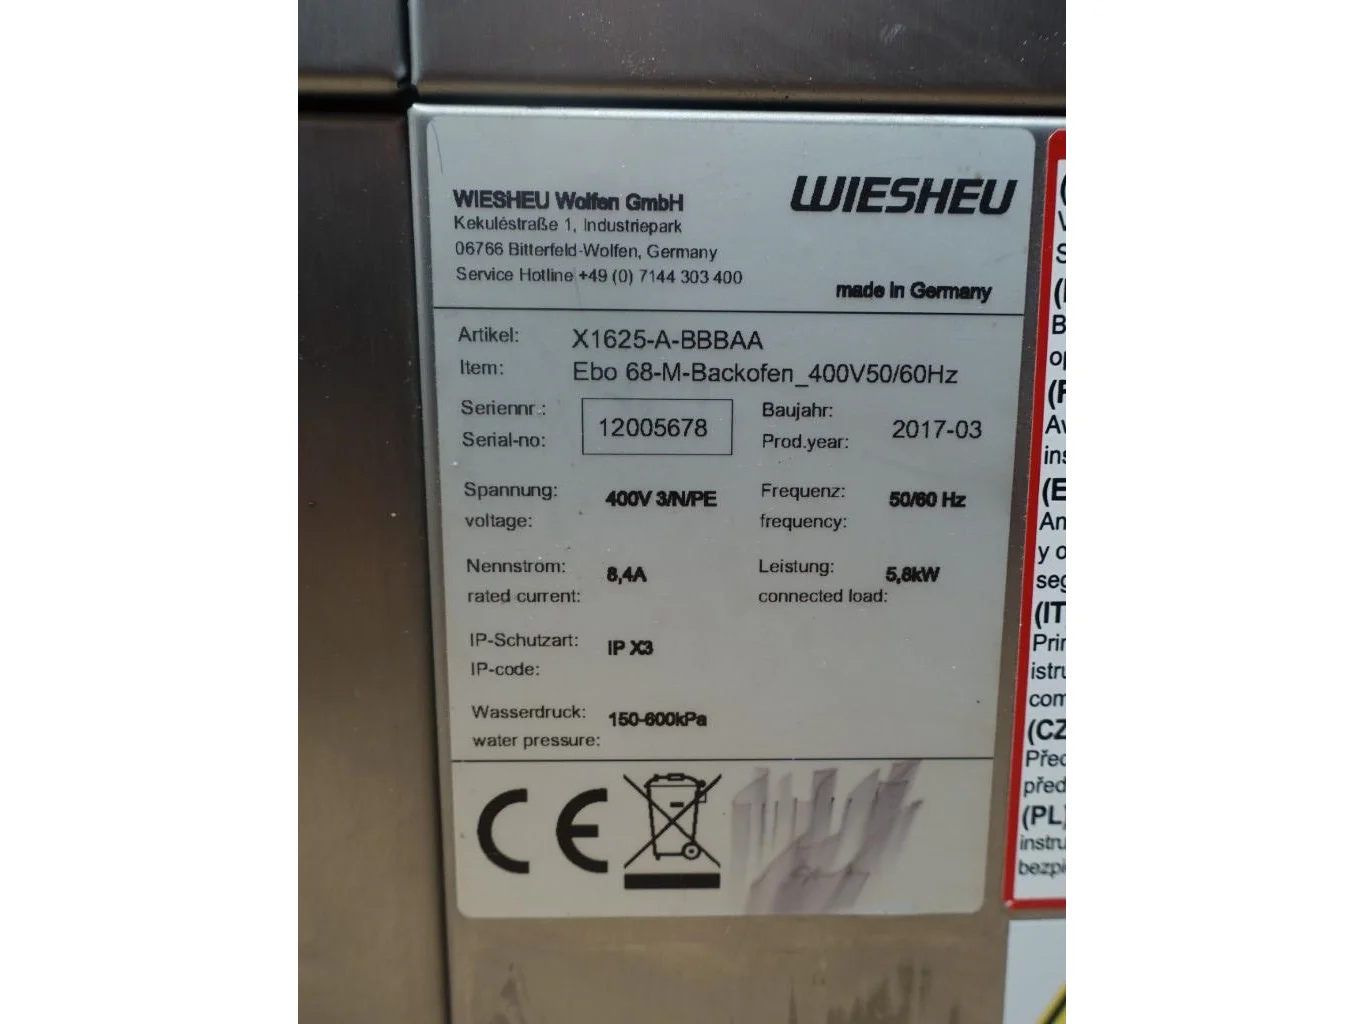 WIESHEU Wolfen GmbH
Kekuléstraße 1, Industriepark
06766 Bitterfeld-Wolfen, Germany
Service Hotline +49 (0) 7144 303 400
WIESHEU
made in Germany
Artikel: X1625-A-BBBAA
Item: Ebo 68-M-Backofen_400V50/60Hz
Seriennr.: Baujahr:
12005678 2017-03
Serial-no: Prod.year:
Spannung: 400V 3/N/PE Frequenz: 50/60 Hz
voltage: frequency:
Nennstrom: 8,4A Leistung: 5,8kW
rated current: connected load:
IP-Schutzart: IP X3
IP-code:
Wasserdruck: 150-600kPa
water pressure:
CE
(IT
(CZ
(PL)